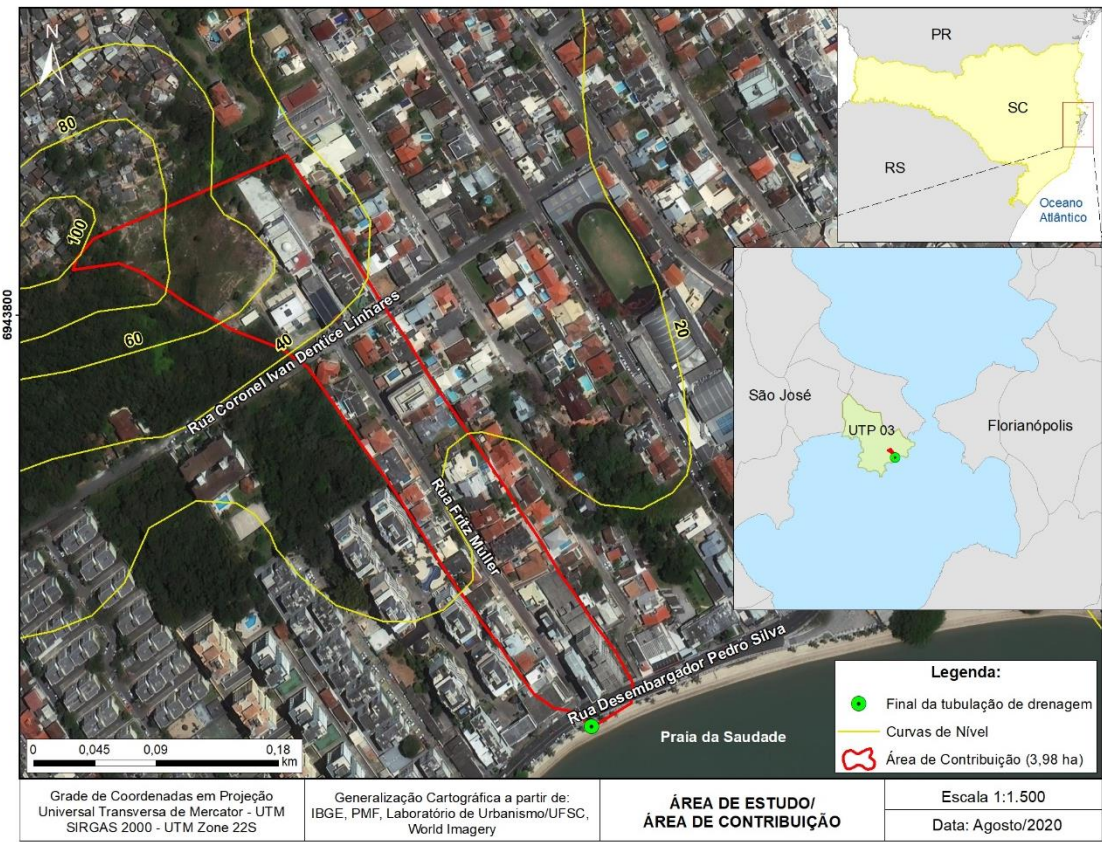 N
80
100
60
40
20
6943800
Rua Coronel Ivan Dentice Linhares
Rua Fritz Müller
Rua Desembargador Pedro Silva
Praia da Saudade
PR
SC
RS
Oceano
Atlântico
São José
UTP 03
Florianópolis
Legenda:
Final da tubulação de drenagem
Curvas de Nível
Área de Contribuição (3,98 ha)
0 0,045 0,09 0,18
km
Grade de Coordenadas em Projeção
Universal Transversa de Mercator - UTM
SIRGAS 2000 - UTM Zone 22S
Generalização Cartográfica a partir de:
IBGE, PMF, Laboratório de Urbanismo/UFSC,
World Imagery
ÁREA DE ESTUDO/
ÁREA DE CONTRIBUIÇÃO
Escala 1:1.500
Data: Agosto/2020